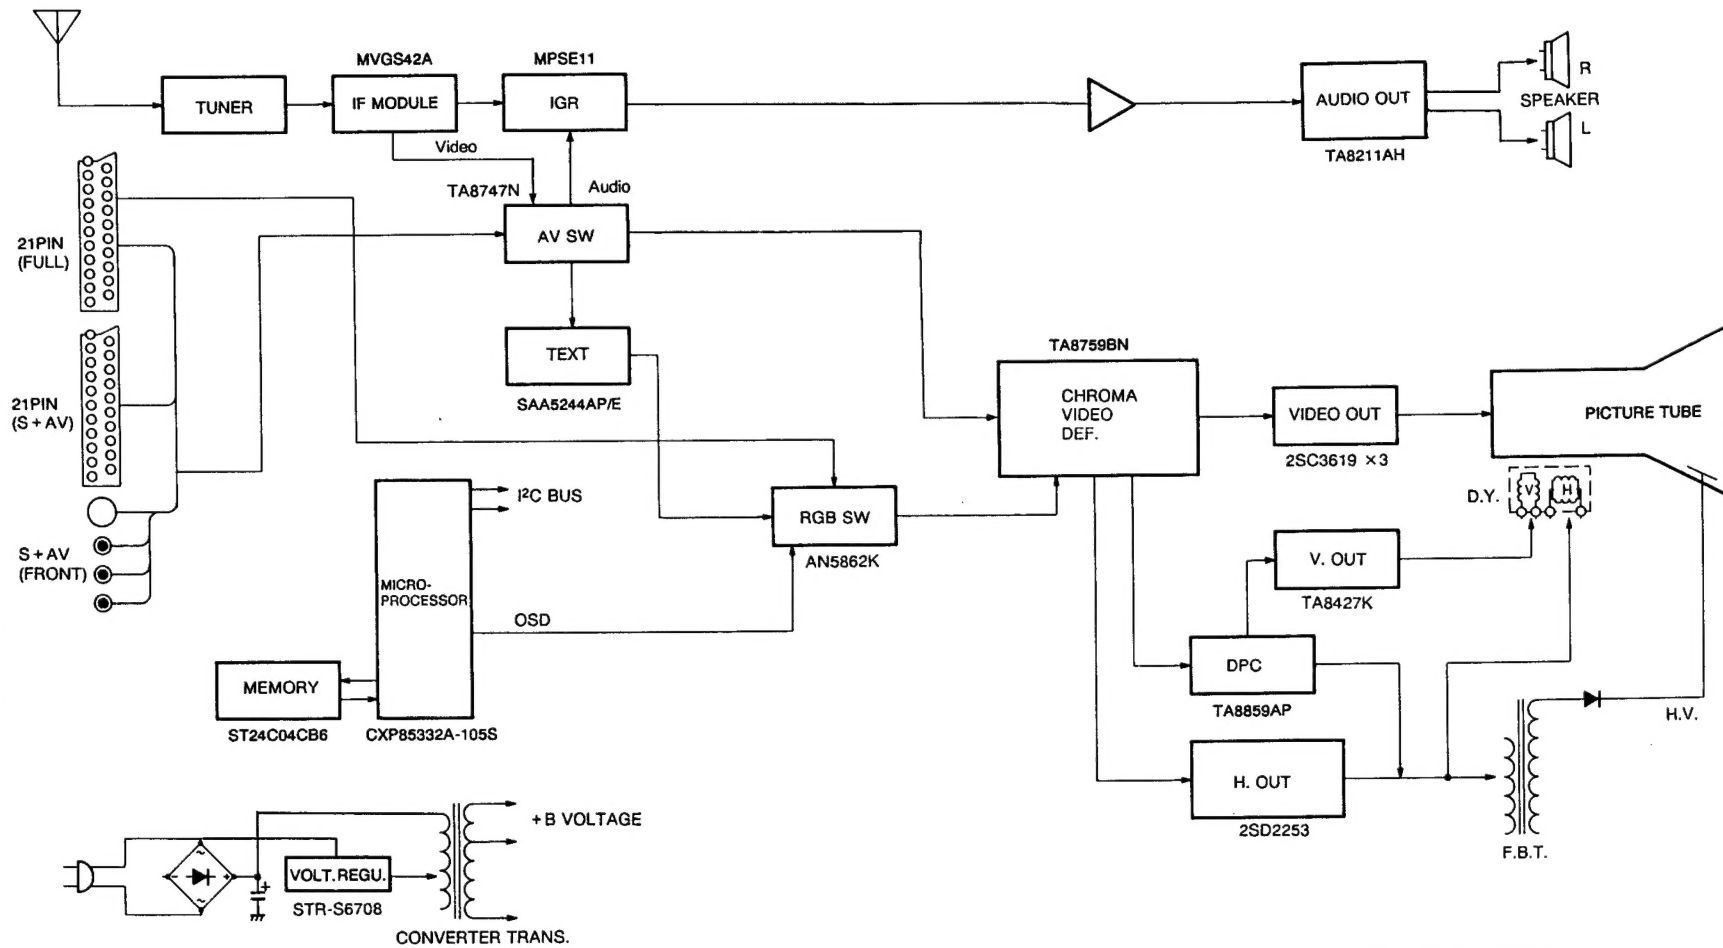 MVGS42A
MPSE11
TUNER
IF MODULE
IGR
AUDIO OUT
R
SPEAKER
L
TA8211AH
Video
TA8747N
Audio
AV SW
21PIN
(FULL)
TEXT
SAA5244AP/E
21PIN
(S + AV)
TA8759BN
CHROMA
VIDEO
DEF.
VIDEO OUT
2SC3619 ×3
PICTURE TUBE
D.Y.
V
H
I²C BUS
RGB SW
AN5862K
S + AV
(FRONT)
MICRO-
PROCESSOR
OSD
V. OUT
TA8427K
DPC
TA8859AP
MEMORY
ST24C04CB6
CXP85332A-105S
H.V.
H. OUT
2SD2253
F.B.T.
+B VOLTAGE
~
− +
+
~
VOLT.REGU.
STR-S6708
CONVERTER TRANS.